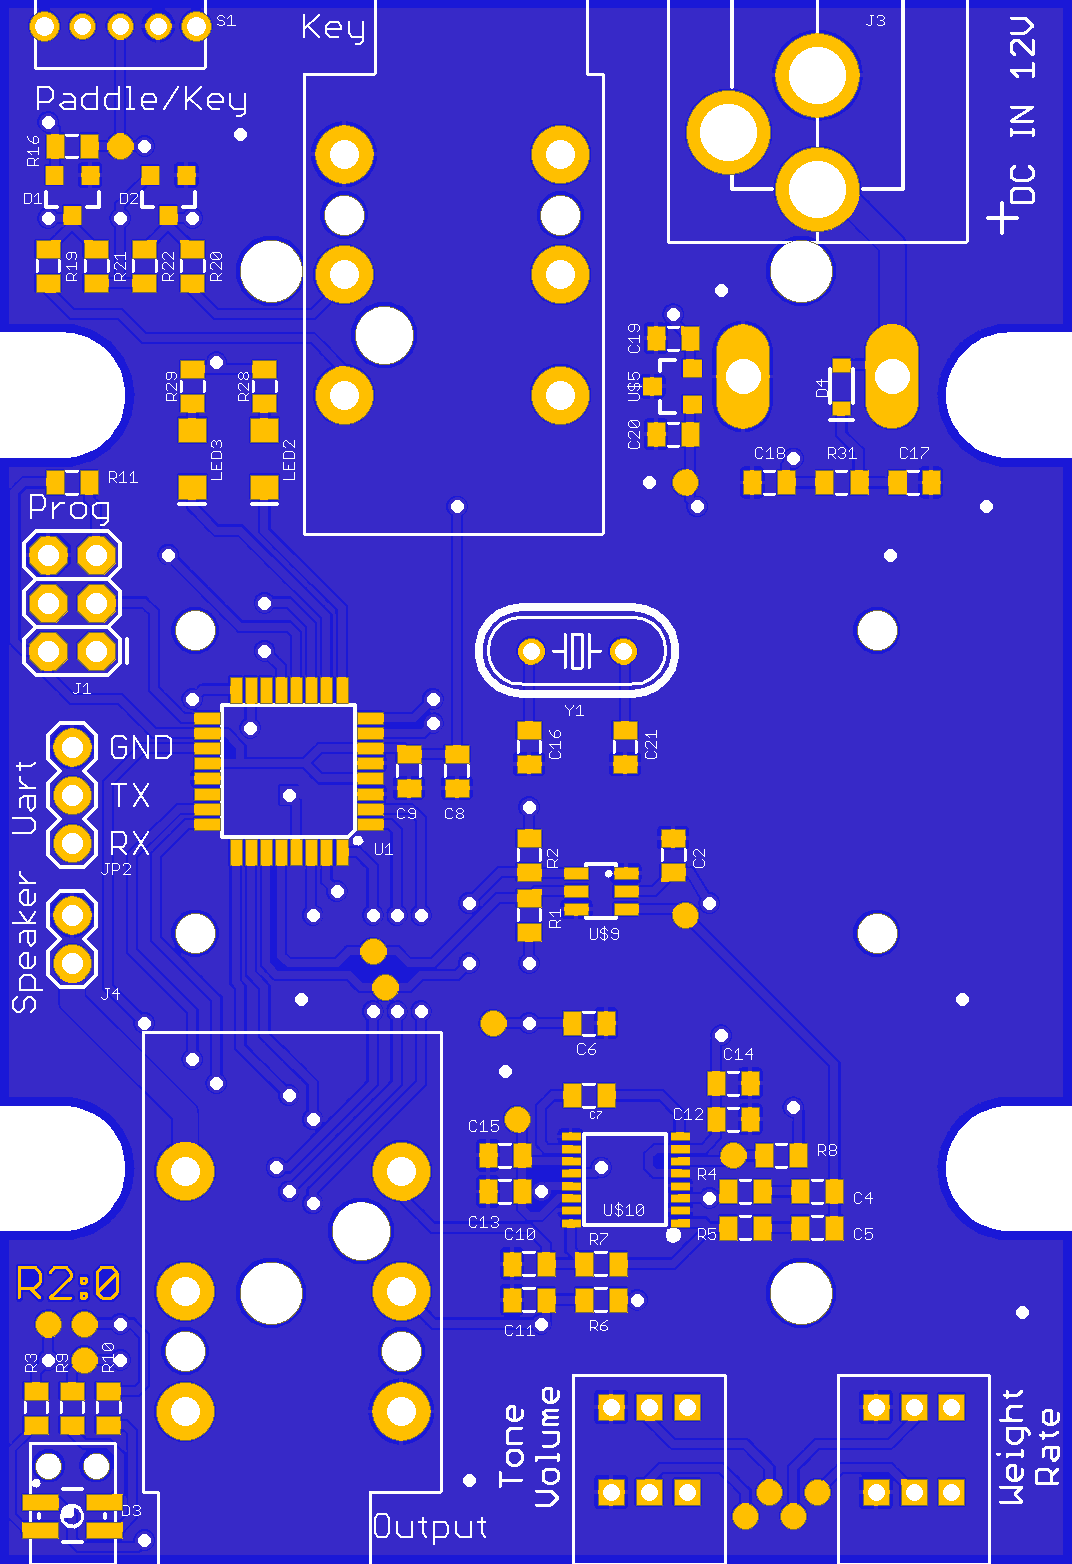 S1
Key
J3
DC IN 12V
+
Paddle/Key
R16
D1
D2
R19
R21
R22
R20
C19
U$5
C20
D4
R29
R28
LED3
LED2
C18
R31
C17
R11
Prog
J1
Y1
GND
TX
RX
JP2
Uart
Speaker
J4
C16
C21
C9
C8
U1
R2
C2
R1
U$9
C6
C14
C7
C12
C15
R8
R4
C4
C13
U$10
R5
C5
C10
R7
C11
R6
R2:0
R3
R9
R10
D3
Output
Tone
Volume
Weight
Rate